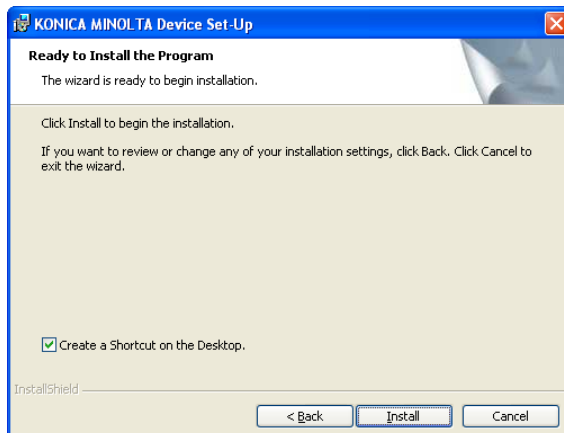 KONICA MINOLTA Device Set-Up
Ready to Install the Program
The wizard is ready to begin installation.
Click Install to begin the installation.
If you want to review or change any of your installation settings, click Back. Click Cancel to
exit the wizard.
Create a Shortcut on the Desktop.
InstallShield
< Back Install Cancel